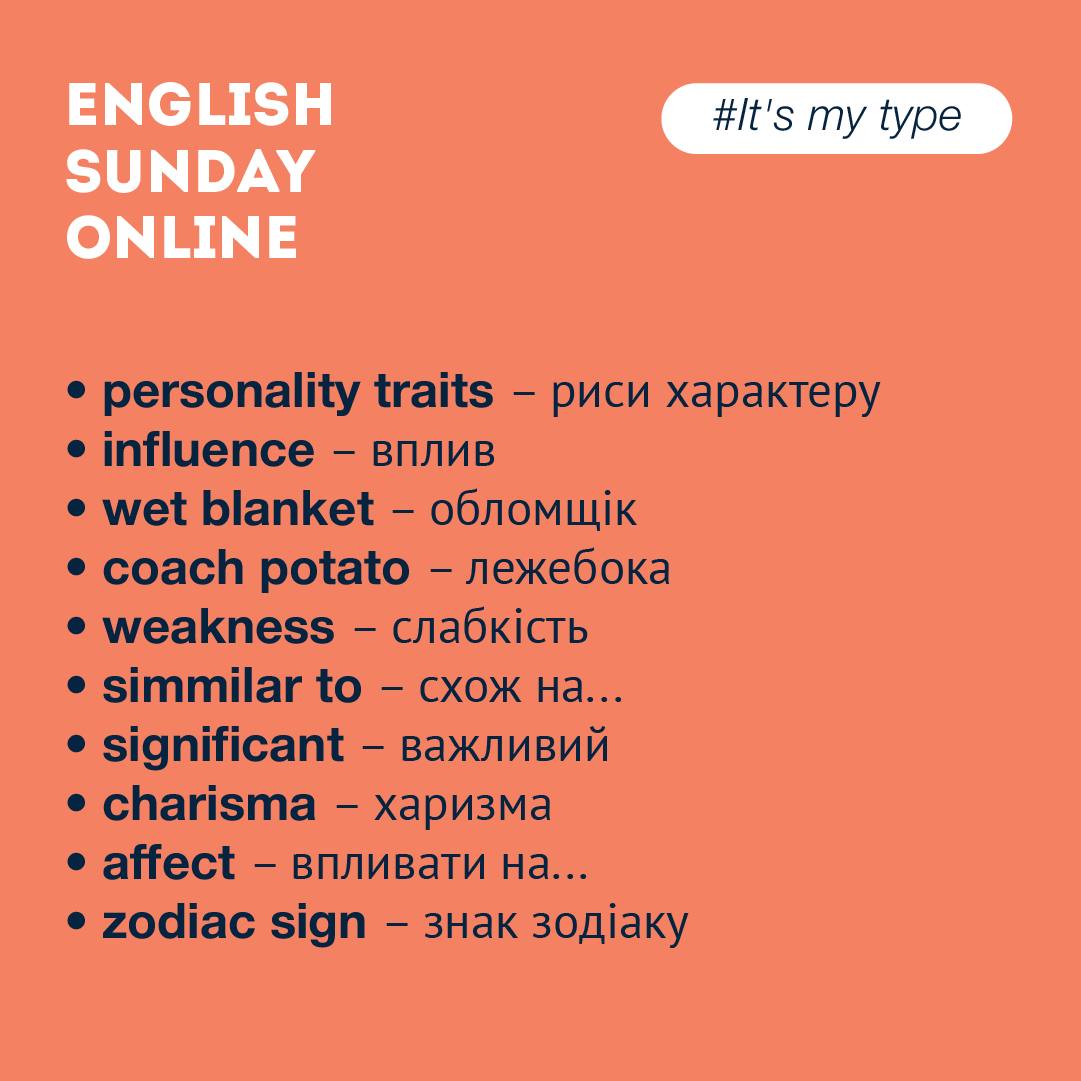 ENGLISH
SUNDAY
ONLINE
#It's my type
• personality traits – риси характеру
• influence – вплив
• wet blanket – обломщік
• coach potato – лежебока
• weakness – слабкість
• simmilar to – схож на...
• significant – важливий
• charisma – харизма
• affect – впливати на...
• zodiac sign – знак зодіаку